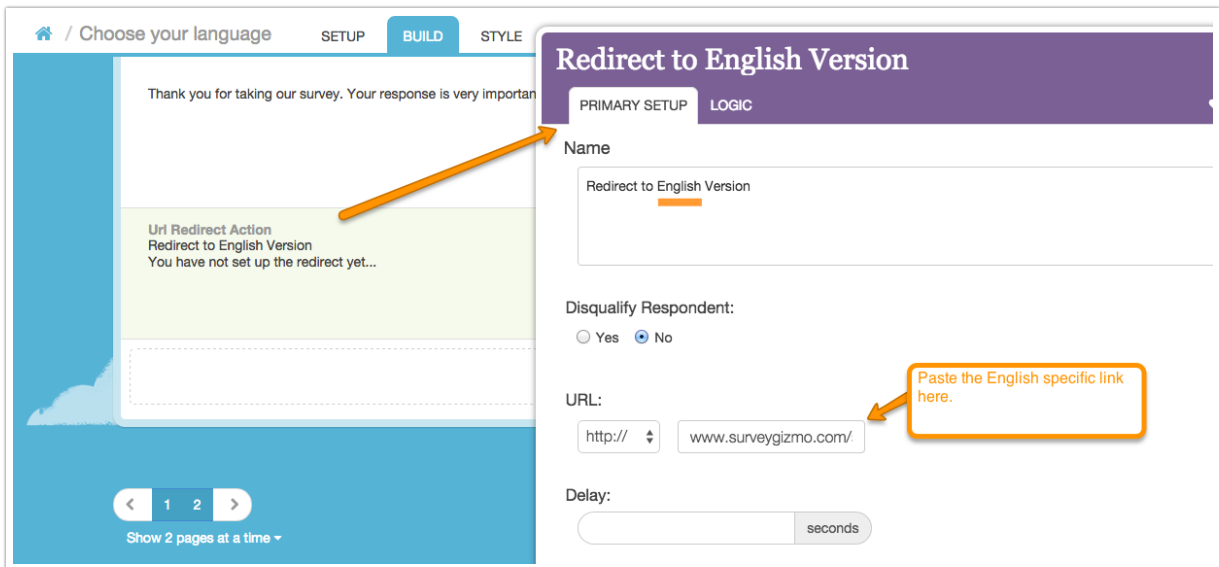 / Choose your language
SETUP
BUILD
STYLE
Thank you for taking our survey. Your response is very importan
Url Redirect Action
Redirect to English Version
You have not set up the redirect yet...
1 2
Show 2 pages at a time
Redirect to English Version
PRIMARY SETUP
LOGIC
Name
Redirect to English Version
Disqualify Respondent:
Yes No
URL:
http://
www.surveygizmo.com/
Paste the English specific link
here.
Delay:
seconds